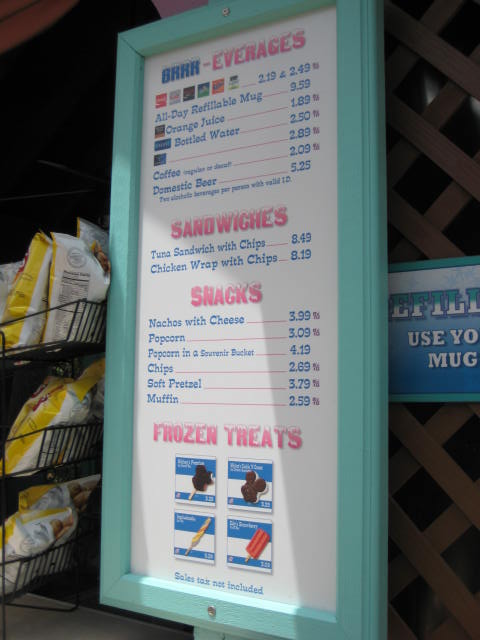 BRRR-EVERAGES
2.19 & 2.49
All-Day Refillable Mug 9.59
Orange Juice 1.89
Bottled Water 2.50
2.89
Coffee (regular or decaf) 2.09
Domestic Beer 5.25
Two alcoholic beverages per person with valid I.D.
SANDWICHES
Tuna Sandwich with Chips 8.49
Chicken Wrap with Chips 8.19
SNACKS
Nachos with Cheese 3.99
Popcorn 3.09
Popcorn in a Souvenir Bucket 4.19
Chips 2.69
Soft Pretzel 3.79
Muffin 2.59
FROZEN TREATS
Sales tax not included
EFILL
USE YO
MUG